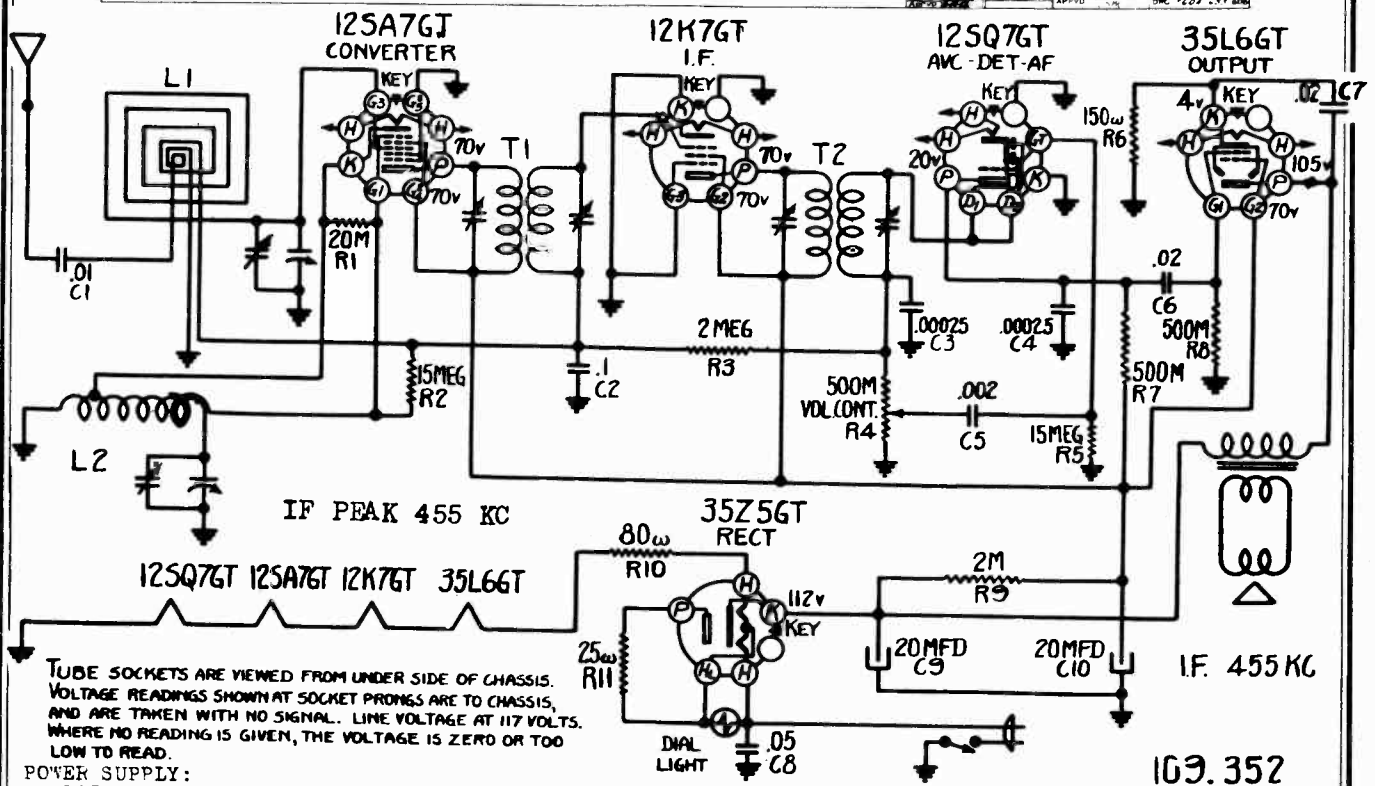 12SA7GT
CONVERTER
12K7GT
I.F.
12SQ7GT
AVC-DET-AF
35L6GT
OUTPUT
L1
KEY
G3
G5
H
H
K
P
G1
G4
70v
70v
20M
R1
.01
C1
T1
KEY
K
H
H
P
G3
G2
70v
70v
T2
KEY
H
H
G1
20v
P
K
D1
D2
150ω
R6
4v
KEY
K
H
H
P
105v
G1
G2
70v
.02
C7
.02
C6
500M
R8
.00025
C3
.00025
C4
500M
R7
2 MEG
R3
15MEG
R2
.1
C2
500M
VOL.CONT.
R4
.002
C5
15MEG
R5
L2
IF PEAK 455 KC
35Z5GT
RECT
80ω
R10
H
P
K
112v
KEY
H
H
25ω
R11
2M
R9
20MFD
C9
20MFD
C10
I.F. 455KC
12SQ7GT 12SA7GT 12K7GT 35L6GT
TUBE SOCKETS ARE VIEWED FROM UNDER SIDE OF CHASSIS.
VOLTAGE READINGS SHOWN AT SOCKET PRONGS ARE TO CHASSIS,
AND ARE TAKEN WITH NO SIGNAL. LINE VOLTAGE AT 117 VOLTS.
WHERE NO READING IS GIVEN, THE VOLTAGE IS ZERO OR TOO
LOW TO READ.
DIAL
LIGHT
.05
C8
109.352
POWER SUPPLY: